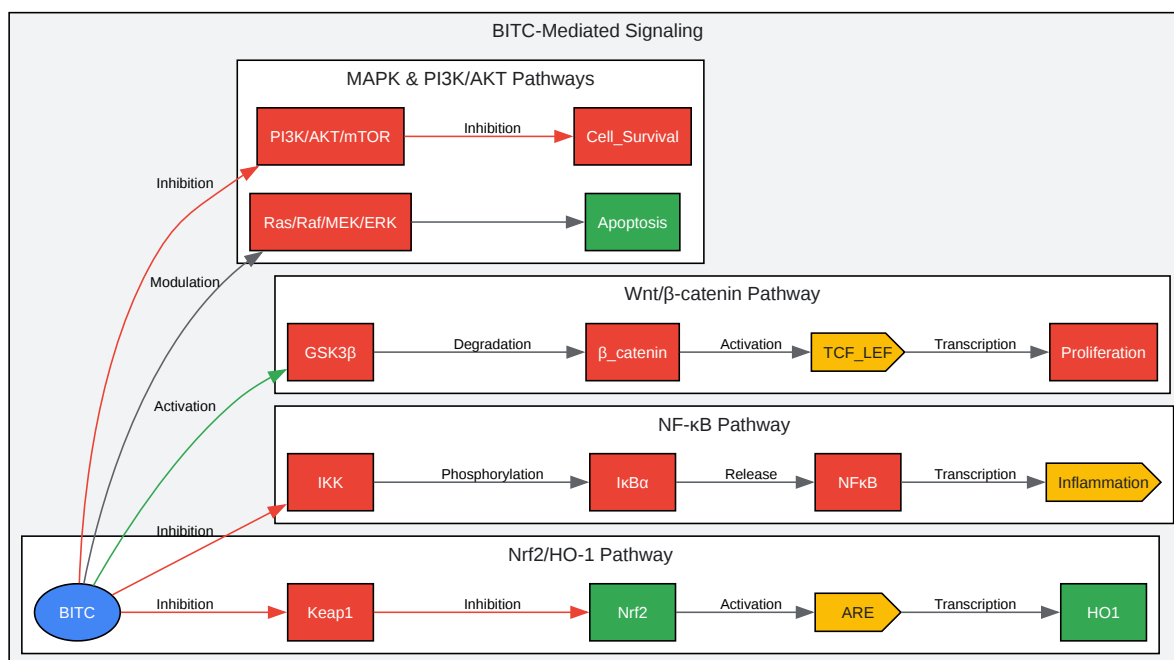 BITC-Mediated Signaling
MAPK & PI3K/AKT Pathways
PI3K/AKT/mTOR
Inhibition
Cell_Survival
Inhibition
Ras/Raf/MEK/ERK
Apoptosis
Modulation
Wnt/β-catenin Pathway
GSK3β
Degradation
β_catenin
Activation
TCF_LEF
Transcription
Proliferation
Activation
NF-κB Pathway
IKK
Phosphorylation
IκBα
Release
NFκB
Transcription
Inflammation
Inhibition
Nrf2/HO-1 Pathway
BITC
Inhibition
Keap1
Inhibition
Nrf2
Activation
ARE
Transcription
HO1